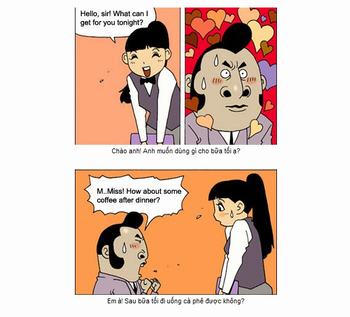 Hello, sir! What can I
get for you tonight?
Chào anh! Anh muốn dùng gì cho bữa tối ạ?
M..Miss! How about some
coffee after dinner?
Em à! Sau bữa tối đi uống cà phê được không?